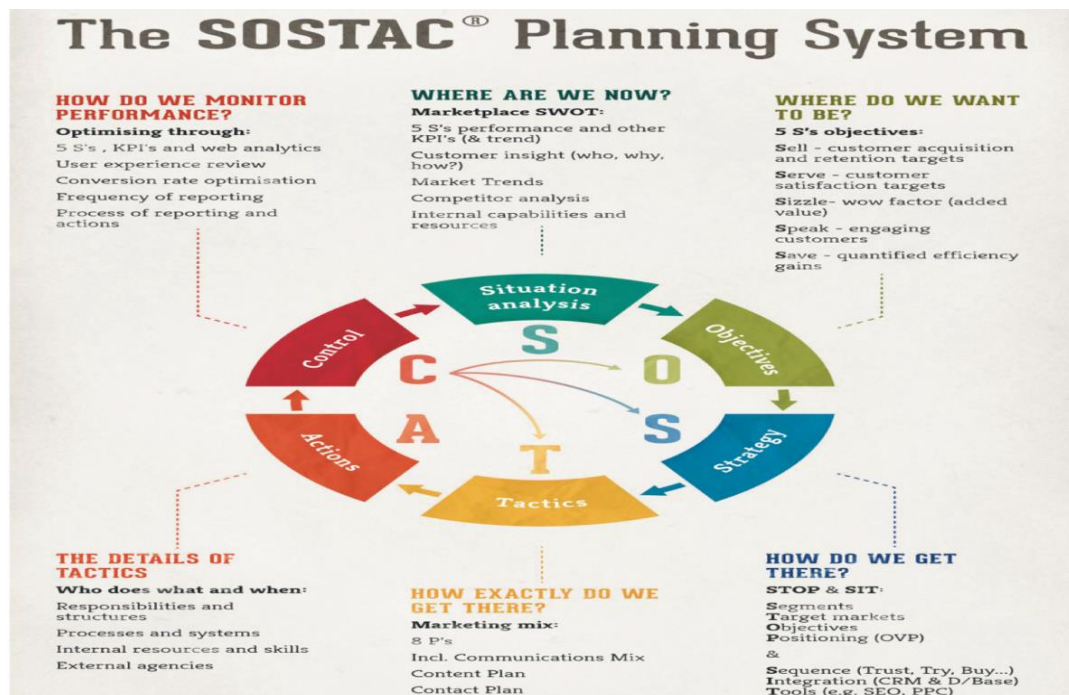 The SOSTAC® Planning System
HOW DO WE MONITOR
PERFORMANCE?
Optimising through:
5 S's , KPI's and web analytics
User experience review
Conversion rate optimisation
Frequency of reporting
Process of reporting and
actions
WHERE ARE WE NOW?
Marketplace SWOT:
5 S's performance and other
KPI's (& trend)
Customer insight (who, why,
how?)
Market Trends
Competitor analysis
Internal capabilities and
resources
WHERE DO WE WANT
TO BE?
5 S's objectives:
Sell - customer acquisition
and retention targets
Serve - customer
satisfaction targets
Sizzle- wow factor (added
value)
Speak - engaging
customers
Save - quantified efficiency
gains
Situation
analysis
Objectives
Strategy
Tactics
Actions
Control
S
O
S
T
A
C
THE DETAILS OF
TACTICS
Who does what and when:
Responsibilities and
structures
Processes and systems
Internal resources and skills
External agencies
HOW EXACTLY DO WE
GET THERE?
Marketing mix:
8 P's
Incl. Communications Mix
Content Plan
Contact Plan
HOW DO WE GET
THERE?
STOP & SIT:
Segments
Target markets
Objectives
Positioning (OVP)
&
Sequence (Trust, Try, Buy...)
Integration (CRM & D/Base)
Tools (e.g. SEO, PPC)